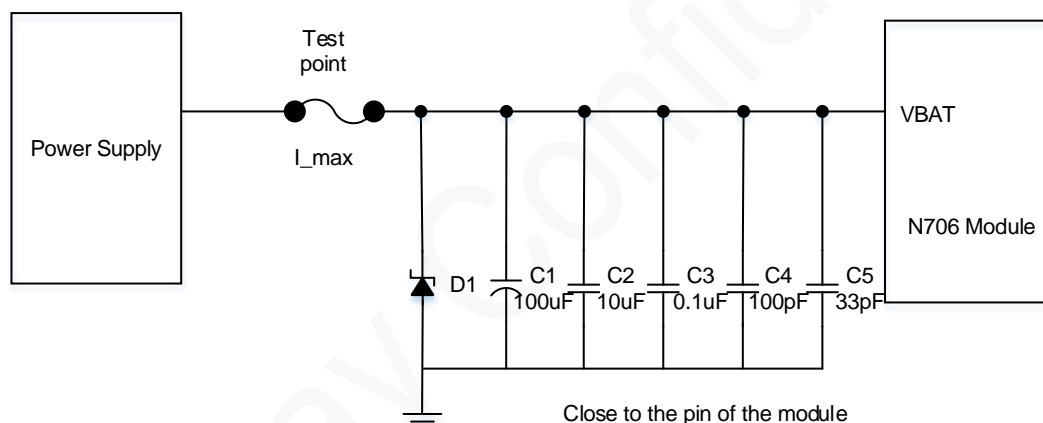 Test
point
Power Supply
I_max
VBAT
N706 Module
D1
C1
100uF
C2
10uF
C3
0.1uF
C4
100pF
C5
33pF
Close to the pin of the module